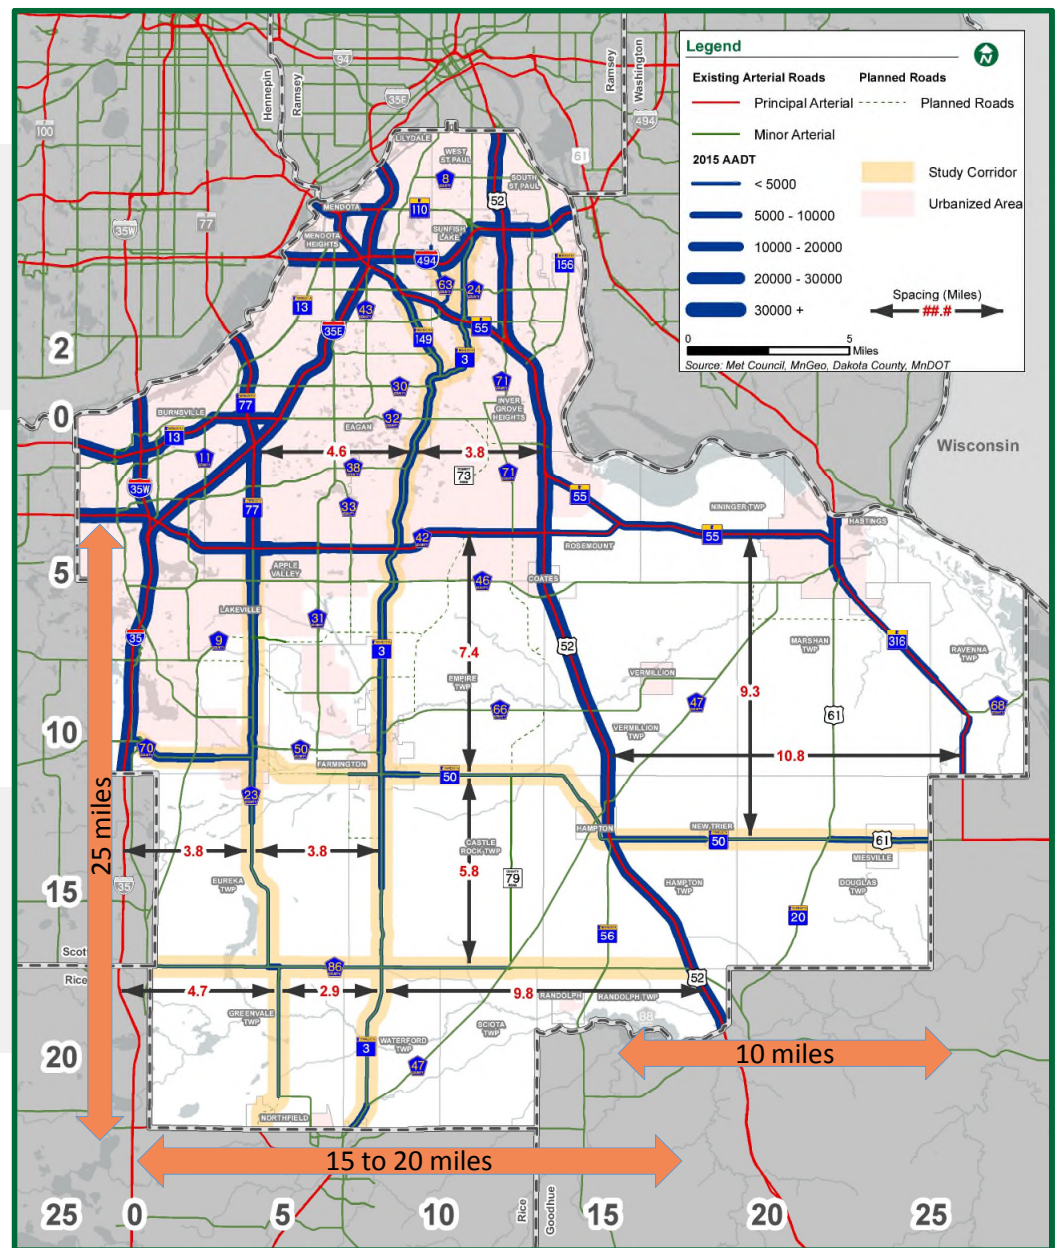 Legend
N
Existing Arterial Roads
Planned Roads
Principal Arterial
Planned Roads
Minor Arterial
2015 AADT
< 5000
Study Corridor
5000 - 10000
Urbanized Area
10000 - 20000
20000 - 30000
30000 +
Spacing (Miles)
##.#
0
5
Miles
Source: Met Council, MnGeo, Dakota County, MnDOT
Hennepin
Ramsey
Ramsey
Washington
94
35E
100
494
61
LILYDALE
WEST
ST PAUL
8
SOUTH
ST PAUL
52
35W
77
MENDOTA
110
MENDOTA
HEIGHTS
SUNFISH
LAKE
494
156
63
24
13
43
35E
55
149
3
2
77
30
71
INVER
GROVE
HEIGHTS
0
BURNSVILLE
13
EAGAN
32
Wisconsin
11
4.6
3.8
38
73
71
35W
77
33
55
NININGER TWP
HASTINGS
42
ROSEMOUNT
55
5
APPLE
VALLEY
46
COATES
LAKEVILLE
31
9
35
3
52
MARSHAN
TWP
316
RAVENNA
TWP
7.4
EMPIRE
TWP
VERMILLION
9.3
66
47
61
68
VERMILLION
TWP
10
70
50
FARMINGTON
50
10.8
23
25 miles
HAMPTON
NEW TRIER
50
61
MIESVILLE
3.8
3.8
CASTLE
ROCK TWP
5.8
79
35
EUREKA
TWP
HAMPTON
TWP
DOUGLAS
TWP
15
56
20
Scott
Rice
86
52
4.7
2.9
9.8
RANDOLPH
RANDOLPH TWP
GREENVALE
TWP
SCIOTA
TWP
88
WATERFORD
TWP
3
47
20
10 miles
NORTHFIELD
15 to 20 miles
Rice
Goodhue
25
0
5
10
15
20
25